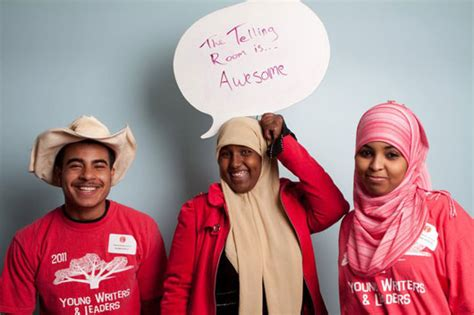 The Telling
Room is...
Awesome
2011
Young Writers
& Leaders
Young Writers
& Leaders